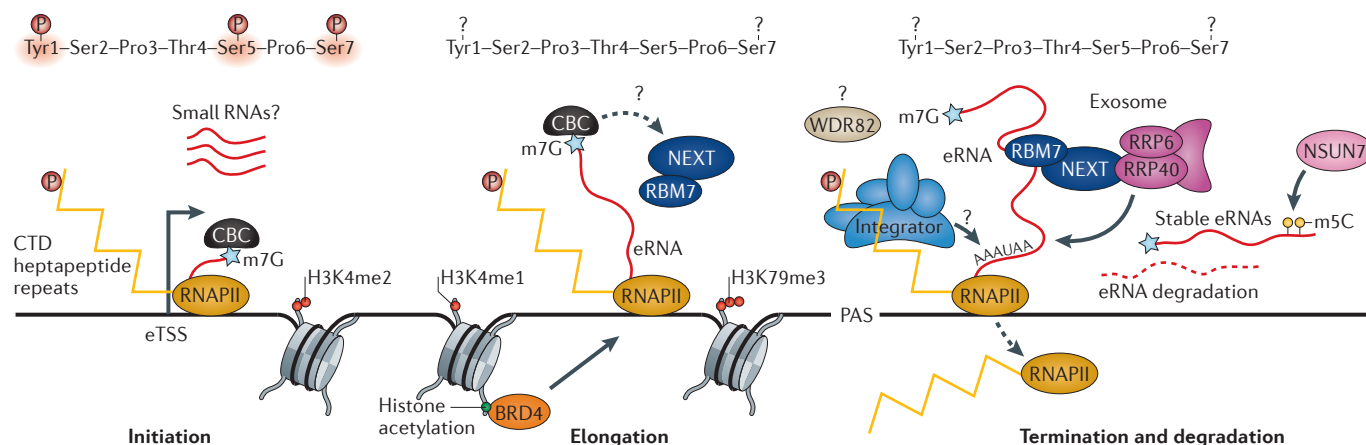 P P P
Tyr1–Ser2–Pro3–Thr4–Ser5–Pro6–Ser7
Small RNAs?
P
CBC
m7G
CTD
heptapeptide
repeats
RNAPII
eTSS
H3K4me2
Initiation
? ?
Tyr1–Ser2–Pro3–Thr4–Ser5–Pro6–Ser7
?
CBC
m7G
NEXT
RBM7
P
eRNA
RNAPII
H3K4me1
H3K79me3
Histone
acetylation
BRD4
Elongation
? ?
Tyr1–Ser2–Pro3–Thr4–Ser5–Pro6–Ser7
?
WDR82
m7G
eRNA
Exosome
RBM7
NEXT
RRP6
RRP40
NSUN7
P
Integrator
?
AAAUAA
Stable eRNAs
m5C
eRNA degradation
RNAPII
PAS
RNAPII
Termination and degradation